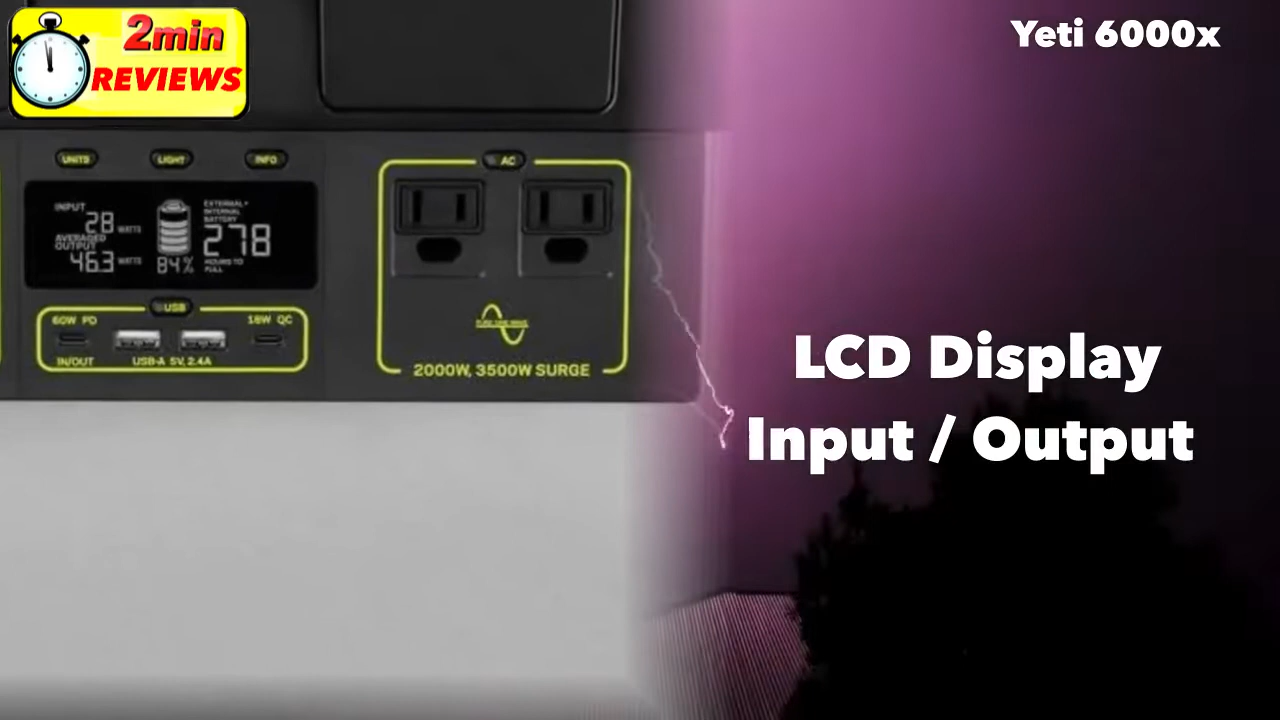 2min
REVIEWS
Yeti 6000x
UNITS
LIGHT
INFO
INPUT
28 WATTS
AVERAGED
OUTPUT
46.3 WATTS
84%
EXTERNAL+
INTERNAL
BATTERY
278
HOURS TO
FULL
USB
60W PD
18W QC
IN/OUT
USB-A 5V, 2.4A
AC
PURE SINE WAVE
2000W, 3500W SURGE
LCD Display
Input / Output